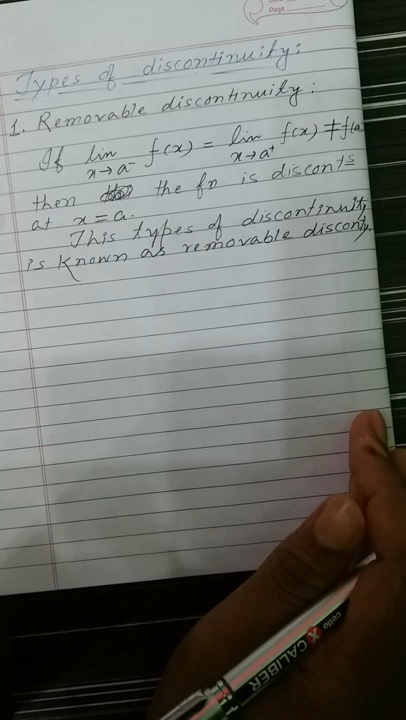 Page
Types of discontinuity:
1. Removable discontinuity:
If lim x→a⁻ f(x) = lim x→a⁺ f(x) ≠ f(a
then the fn is disconts
at x = a.
This types of discontinuity
is known as removable discont
cello X CALIBER